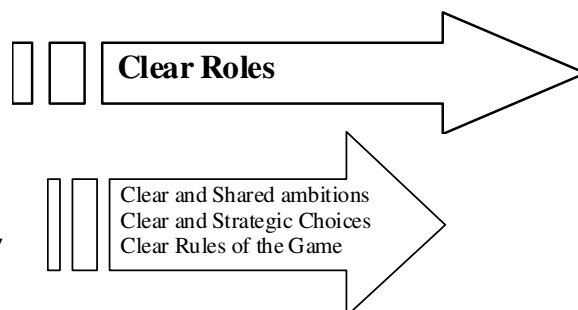 Clear Roles
Clear and Shared ambitions
Clear and Strategic Choices
Clear Rules of the Game